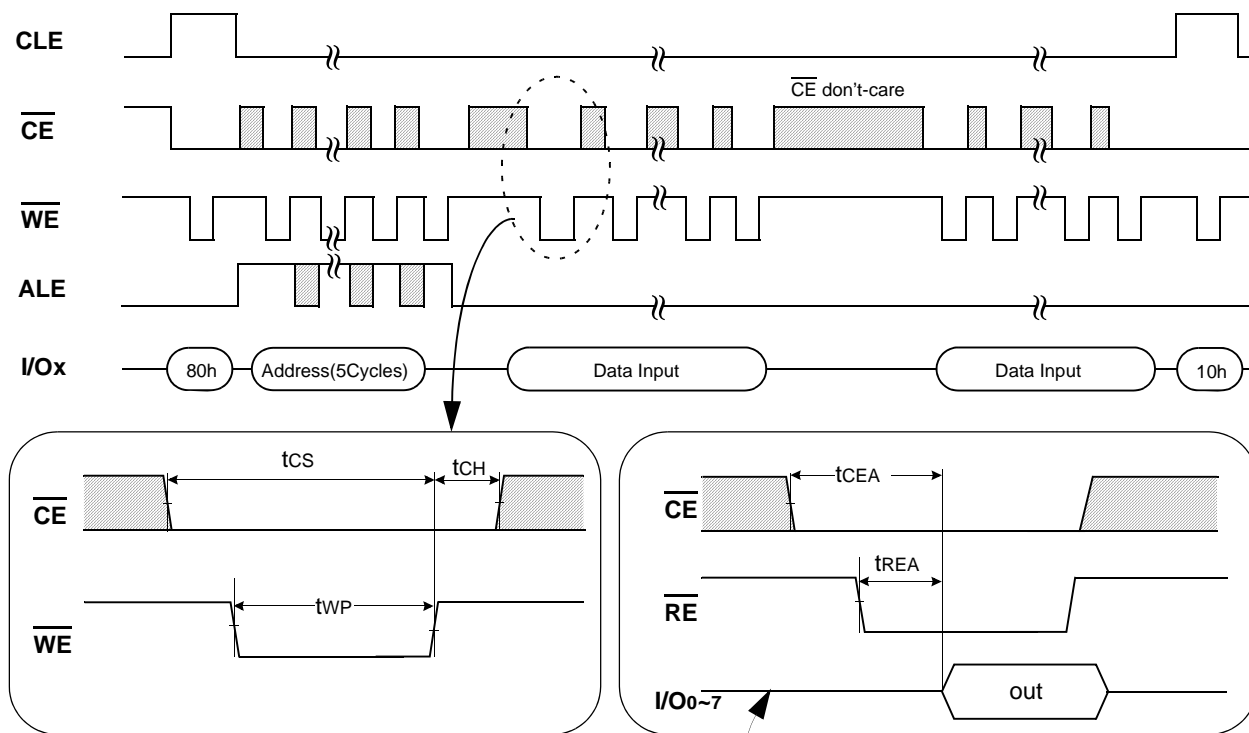 CLE
CE don't-care
CE
WE
ALE
I/Ox
80h
Address(5Cycles)
Data Input
Data Input
10h
tCS
tCH
CE
tWP
WE
tCEA
CE
tREA
RE
I/O0~7
out